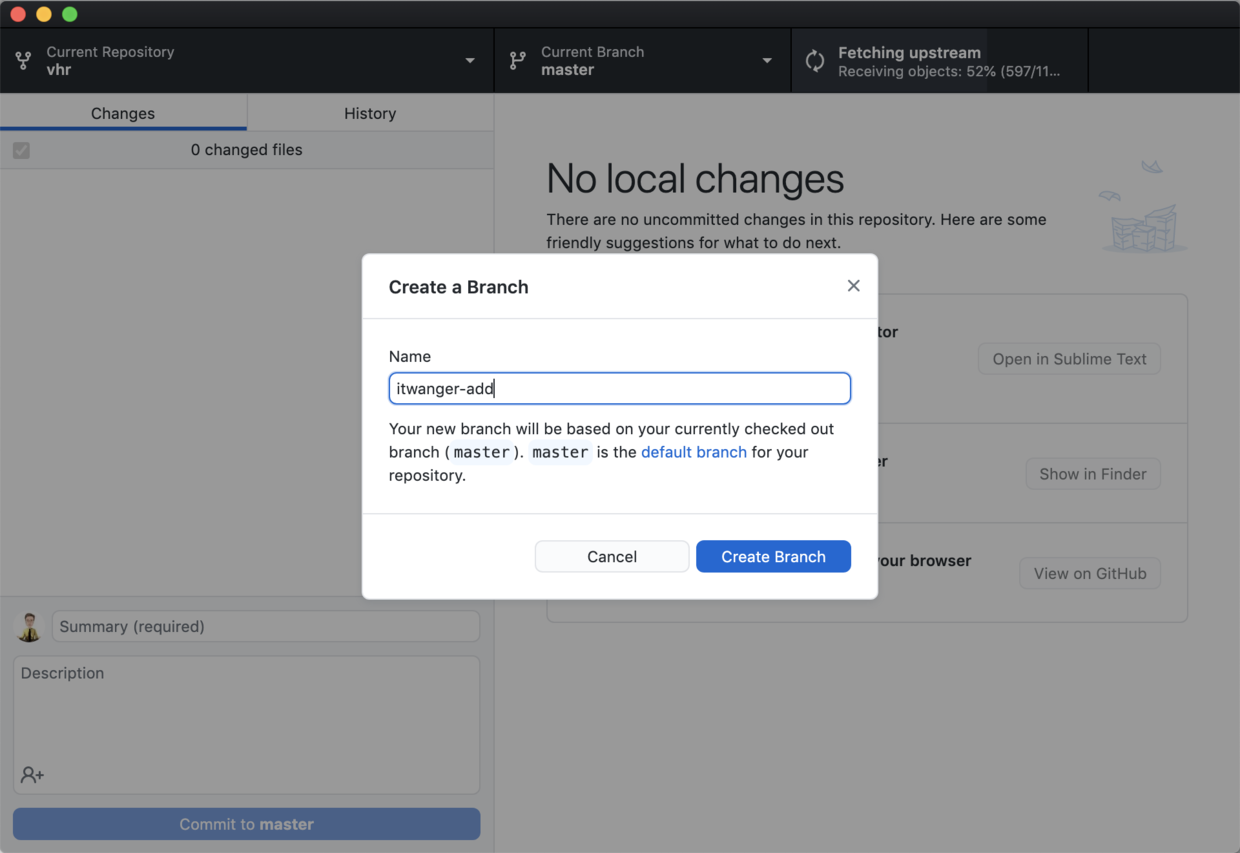 Current Repository
vhr
Current Branch
master
Fetching upstream
Receiving objects: 52% (597/11...
Changes
History
0 changed files
No local changes
There are no uncommitted changes in this repository. Here are some
friendly suggestions for what to do next.
Create a Branch
Name
itwanger-add
Your new branch will be based on your currently checked out
branch (master). master is the default branch for your
repository.
Cancel
Create Branch
tor
Open in Sublime Text
er
Show in Finder
your browser
View on GitHub
Summary (required)
Description
Commit to master